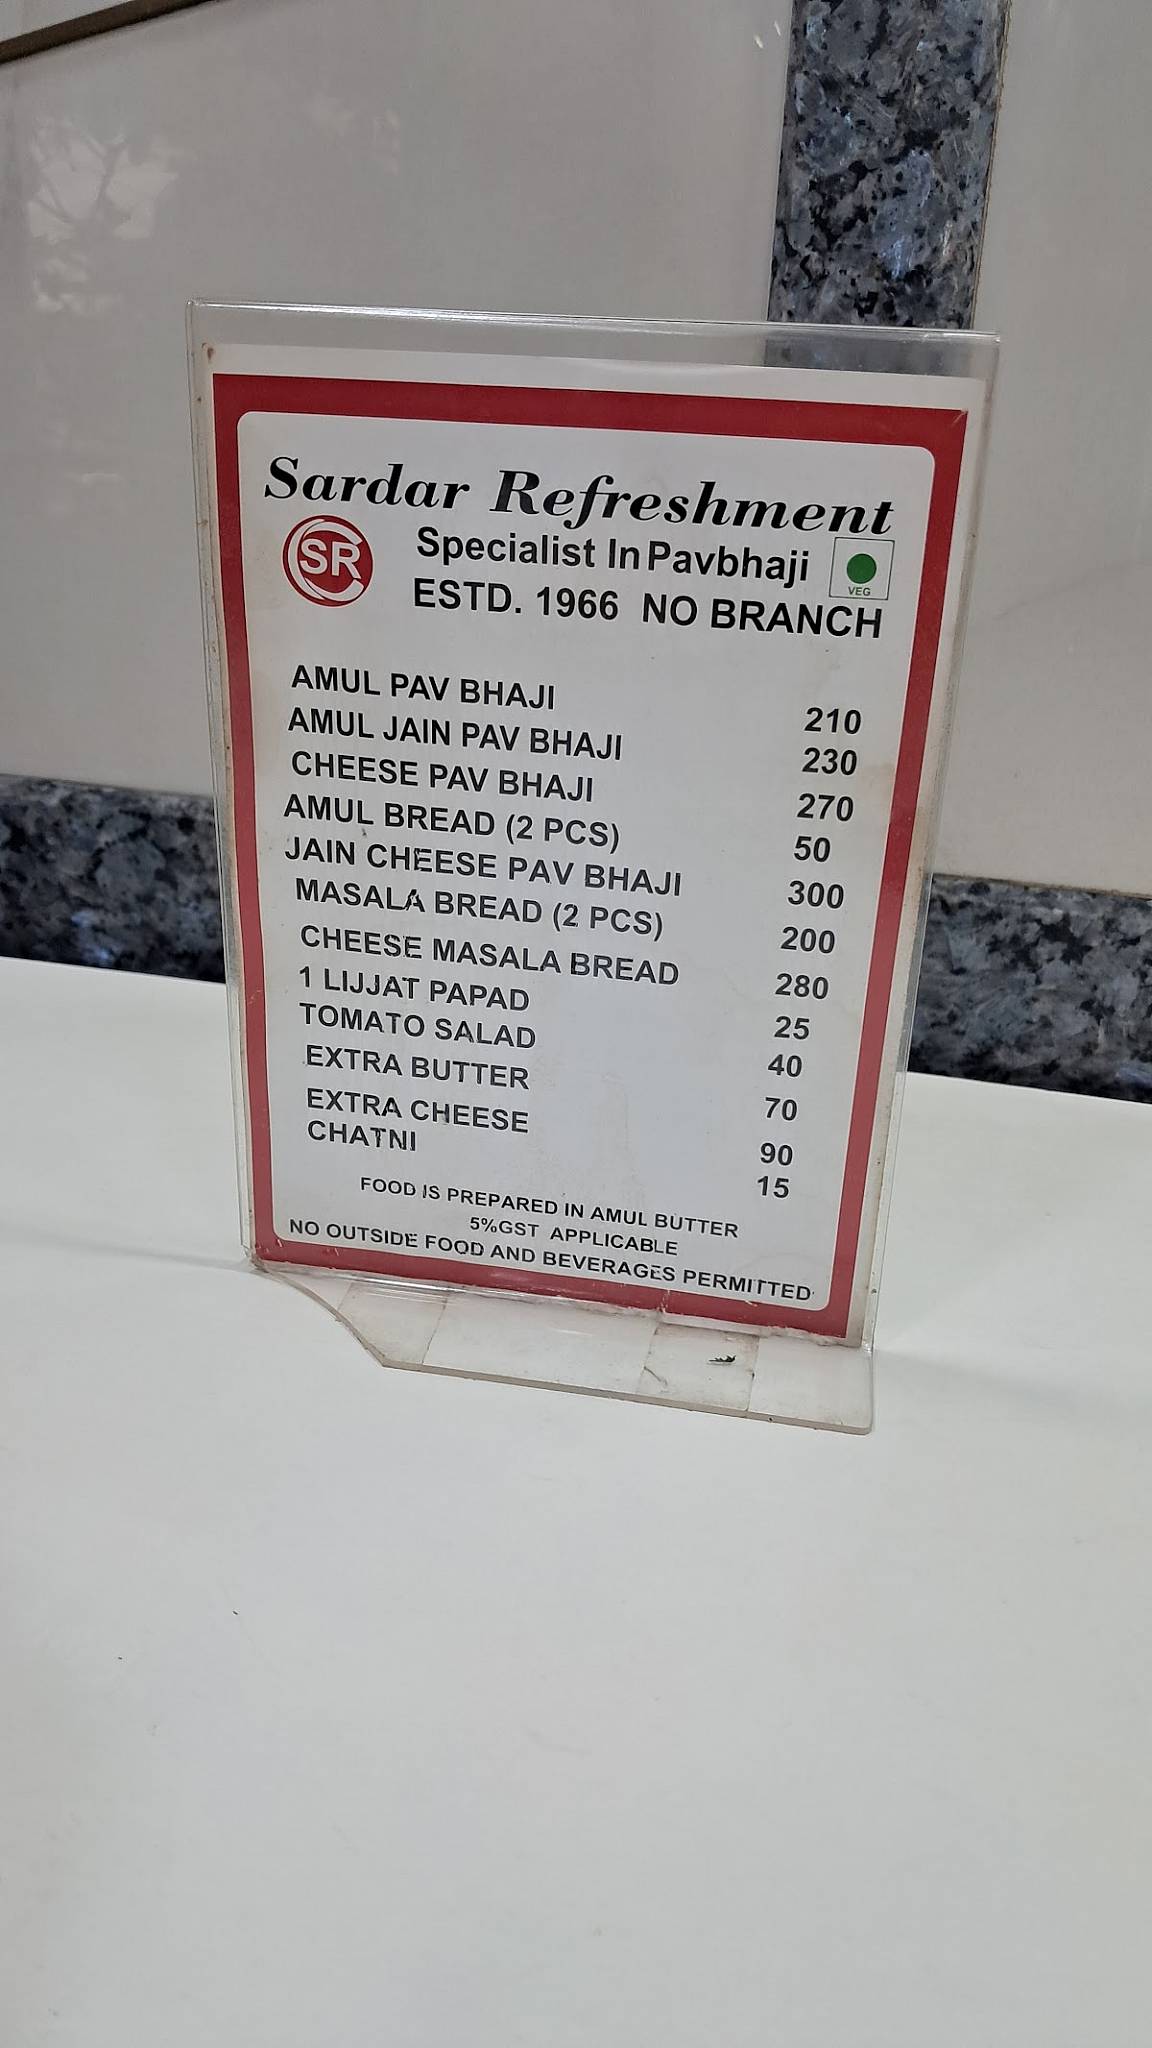 Sardar Refreshment
SR
Specialist In Pavbhaji
VEG
ESTD. 1966 NO BRANCH
AMUL PAV BHAJI 210
AMUL JAIN PAV BHAJI 230
CHEESE PAV BHAJI 270
AMUL BREAD (2 PCS) 50
JAIN CHEESE PAV BHAJI 300
MASALA BREAD (2 PCS) 200
CHEESE MASALA BREAD 280
1 LIJJAT PAPAD 25
TOMATO SALAD 40
EXTRA BUTTER 70
EXTRA CHEESE 90
CHATNI 15
FOOD IS PREPARED IN AMUL BUTTER
5%GST APPLICABLE
NO OUTSIDE FOOD AND BEVERAGES PERMITTED